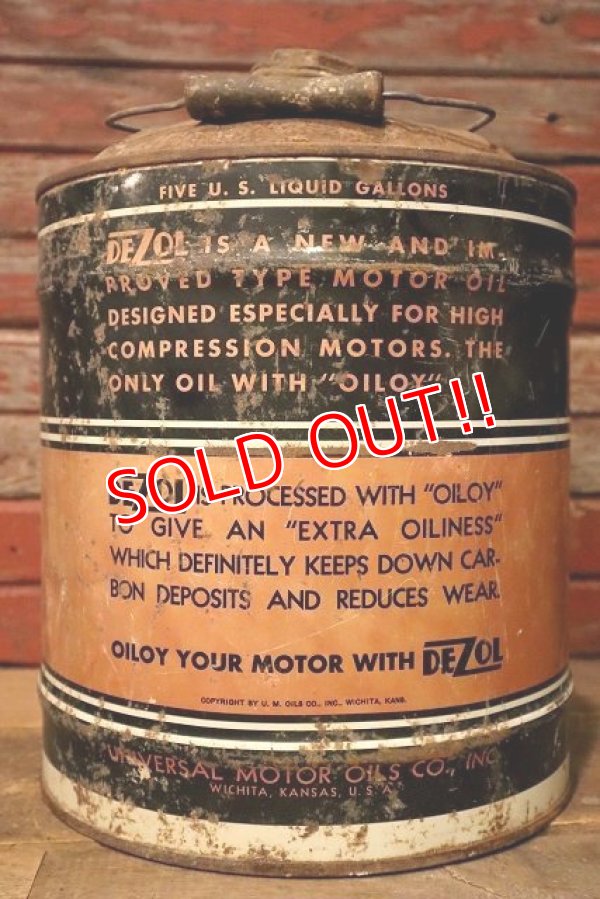 FIVE U. S. LIQUID GALLONS
DEZOL IS A NEW AND IM-
PROVED TYPE MOTOR OIL
DESIGNED ESPECIALLY FOR HIGH
COMPRESSION MOTORS. THE
ONLY OIL WITH "OILOY"
SOLD OUT!!
DEZOL IS PROCESSED WITH "OILOY"
TO GIVE AN "EXTRA OILINESS"
WHICH DEFINITELY KEEPS DOWN CAR-
BON DEPOSITS AND REDUCES WEAR.
OILOY YOUR MOTOR WITH DEZOL
COPYRIGHT BY U. M. OILS CO., INC., WICHITA, KANS.
UNIVERSAL MOTOR OILS CO., INC.
WICHITA, KANSAS, U.S.A.